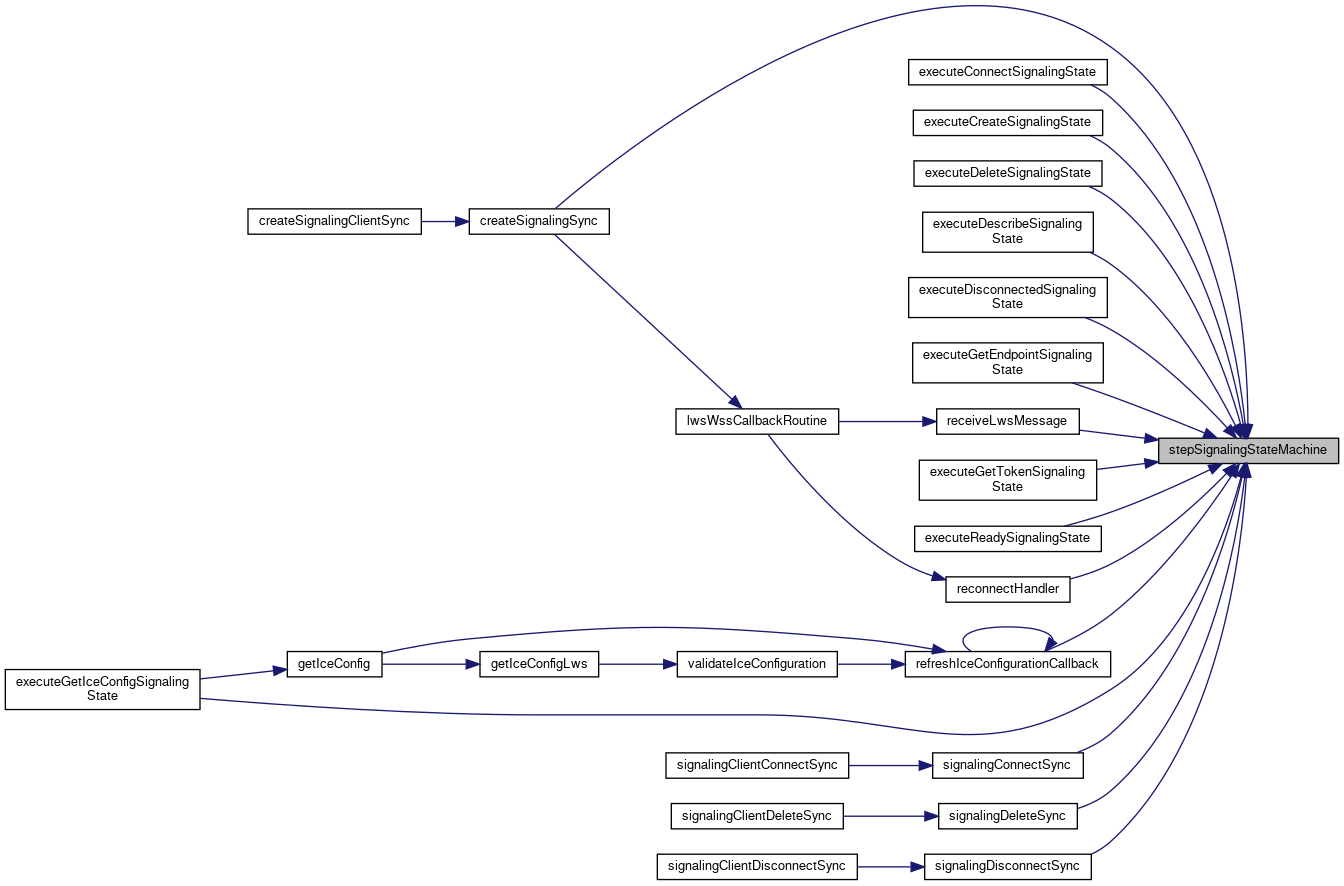 executeConnectSignalingState
executeCreateSignalingState
executeDeleteSignalingState
createSignalingClientSync
createSignalingSync
executeDescribeSignaling
State
executeDisconnectedSignaling
State
executeGetEndpointSignaling
State
lwsWssCallbackRoutine
receiveLwsMessage
stepSignalingStateMachine
executeGetTokenSignaling
State
executeReadySignalingState
reconnectHandler
executeGetIceConfigSignaling
State
getIceConfig
getIceConfigLws
validateIceConfiguration
refreshIceConfigurationCallback
signalingClientConnectSync
signalingConnectSync
signalingClientDeleteSync
signalingDeleteSync
signalingClientDisconnectSync
signalingDisconnectSync